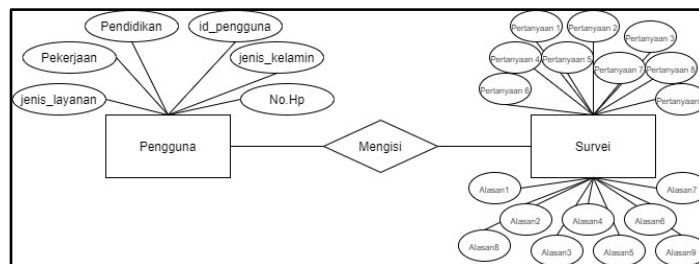 Pendidikan
id_pengguna
Pekerjaan
jenis_kelamin
jenis_layanan
No.Hp
Pengguna
Mengisi
Survei
Pertanyaan 1
Pertanyaan 2
Pertanyaan 3
Pertanyaan 4
Pertanyaan 5
Pertanyaan 7
Pertanyaan 8
Pertanyaan 6
Pertanyaan
Alasan1
Alasan7
Alasan2
Alasan4
Alasan6
Alasan8
Alasan3
Alasan5
Alasan9